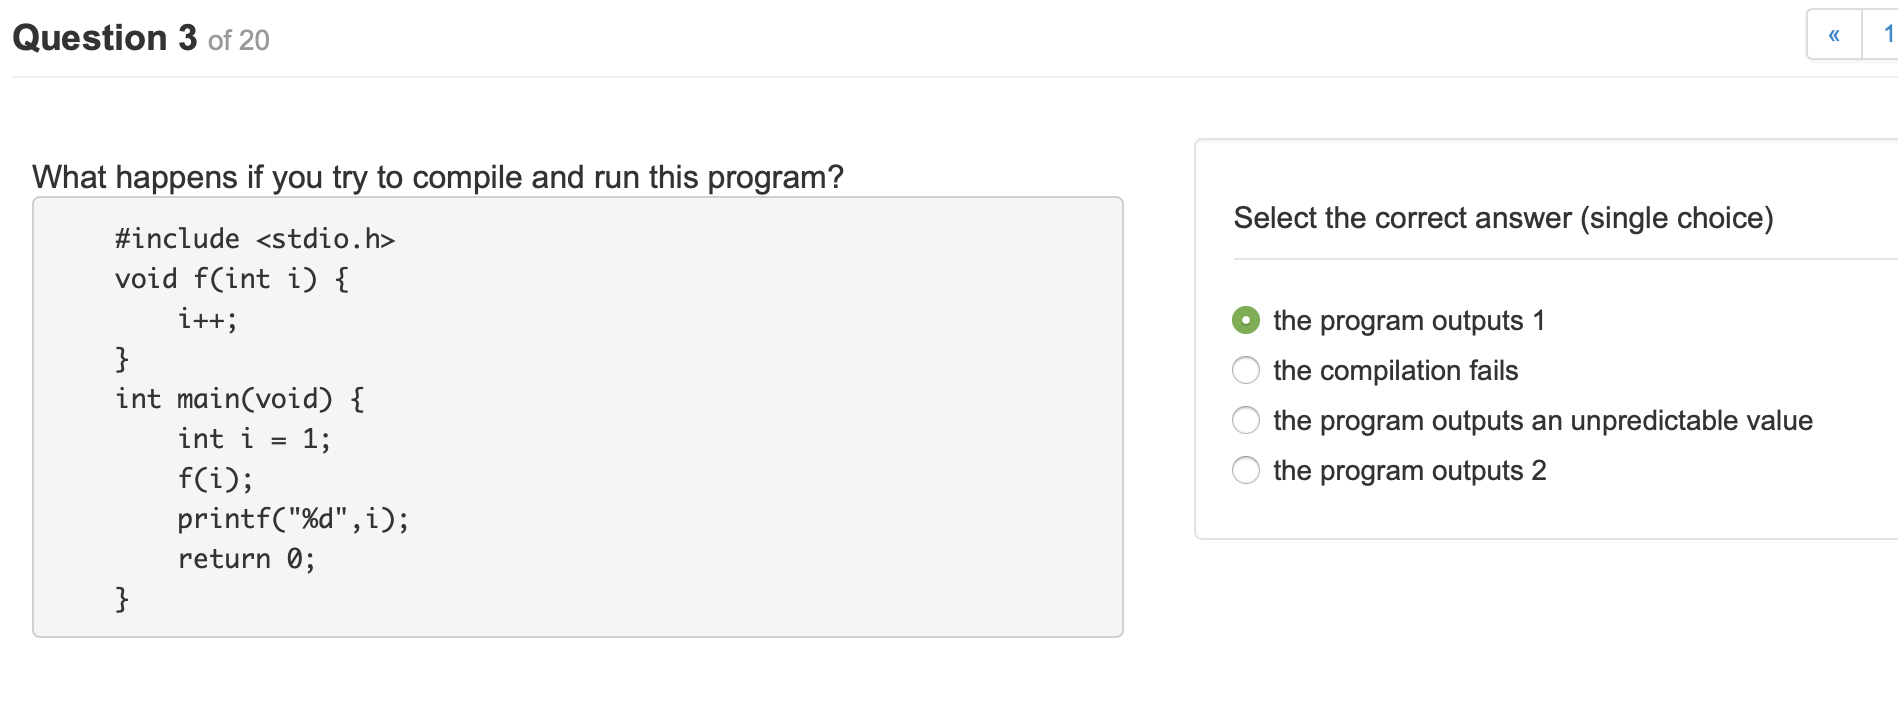 Question 3 of 20
« 1
What happens if you try to compile and run this program?
#include <stdio.h>
void f(int i) {
    i++;
}
int main(void) {
    int i = 1;
    f(i);
    printf("%d",i);
    return 0;
}
Select the correct answer (single choice)
the program outputs 1
the compilation fails
the program outputs an unpredictable value
the program outputs 2